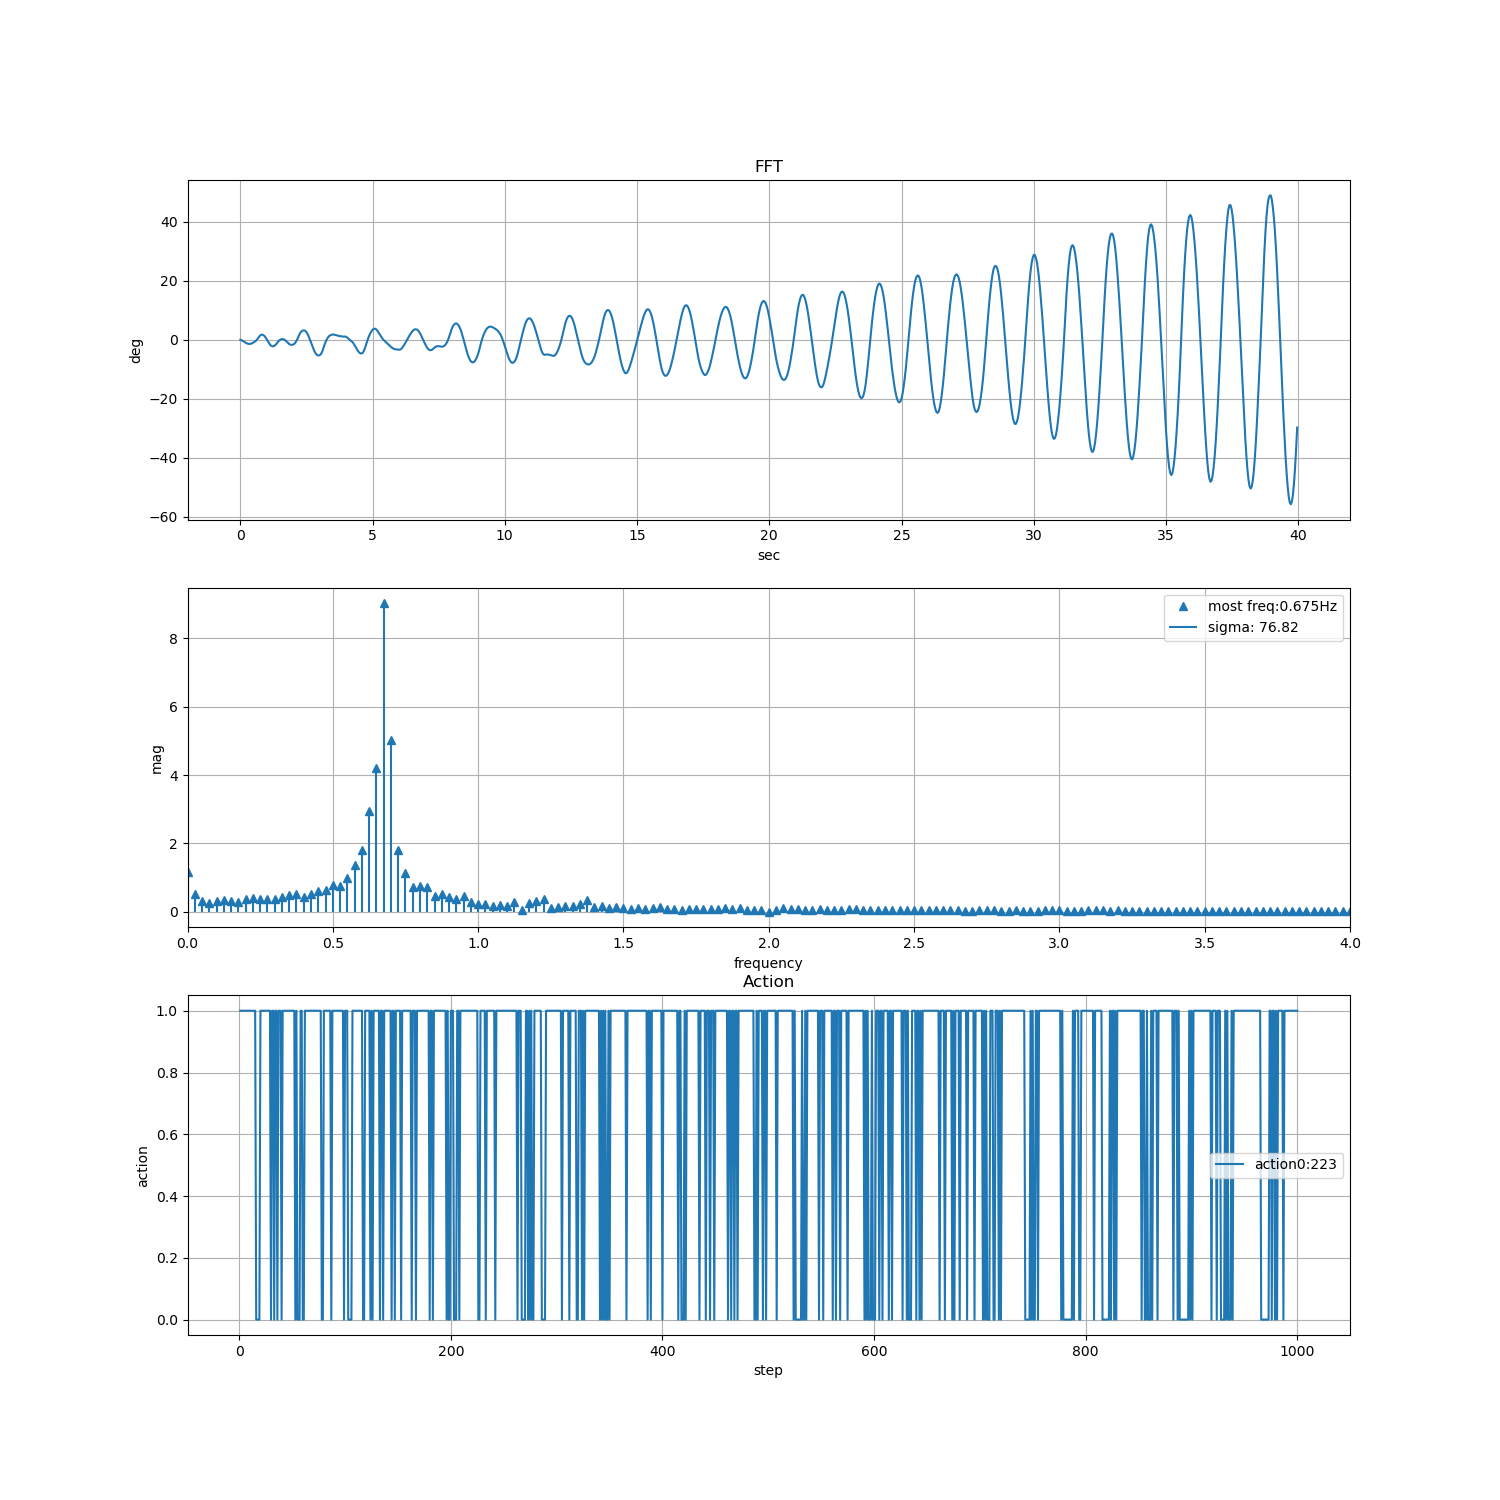 FFT
40
20
0
−20
−40
−60
deg
0 5 10 15 20 25 30 35 40
sec
most freq:0.675Hz
sigma: 76.82
8
6
4
2
0
mag
0.0 0.5 1.0 1.5 2.0 2.5 3.0 3.5 4.0
frequency
Action
1.0
0.8
0.6
0.4
0.2
0.0
action
action0:223
0 200 400 600 800 1000
step